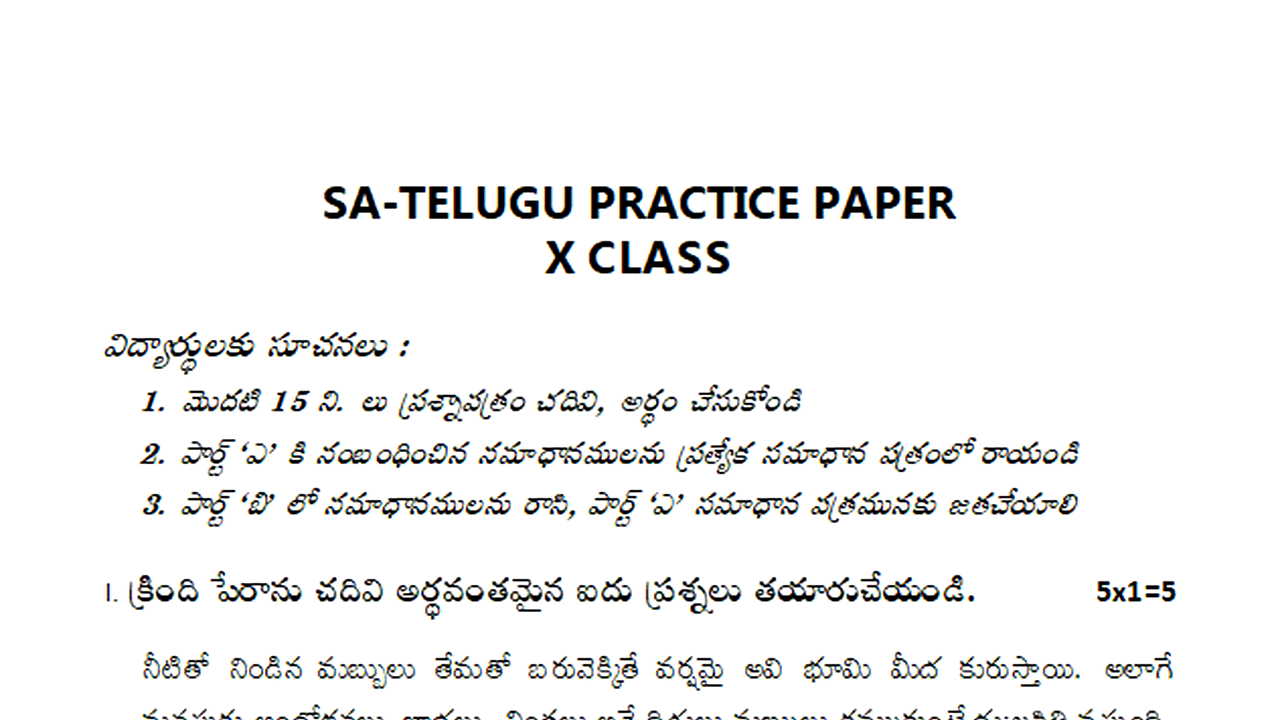 SA-TELUGU PRACTICE PAPER
X CLASS
విద్యార్థులకు సూచనలు :
1. మొదటి 15 ని. లు ప్రశ్నాపత్రం చదివి, అర్థం చేసుకోండి
2. పార్ట్ ‘ఎ’ కి సంబంధించిన సమాధానములను ప్రత్యేక సమాధాన పత్రంలో రాయండి
3. పార్ట్ ‘బి’ లో సమాధానములను రాసి, పార్ట్ ‘ఎ’ సమాధాన పత్రమునకు జతచేయాలి
I. క్రింది పేరాను చదివి అర్థవంతమైన ఐదు ప్రశ్నలు తయారుచేయండి. 5x1=5
నీటితో నిండిన మబ్బులు తేమతో బరువెక్కితే వర్షమై అవి భూమి మీద కురుస్తాయి. అలాగే